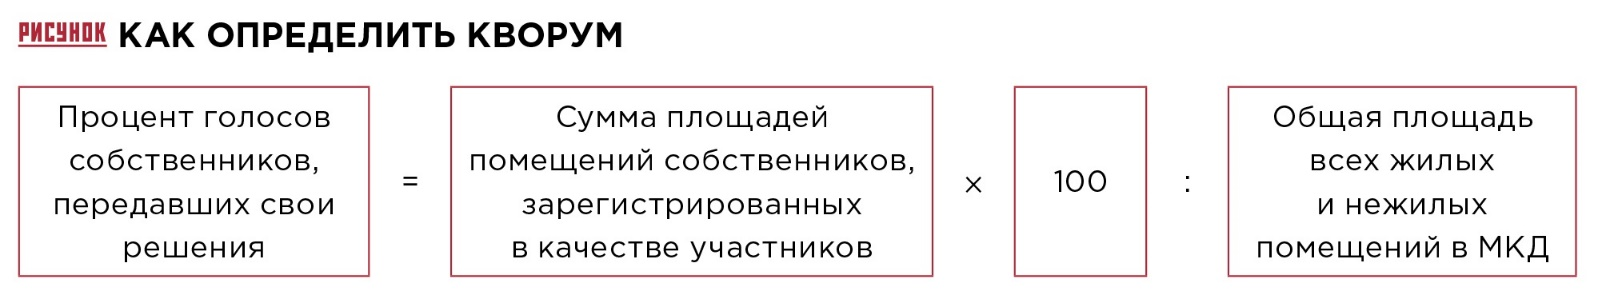 РИСУНОК КАК ОПРЕДЕЛИТЬ КВОРУМ
Процент голосов
собственников,
передавших свои
решения
=
Сумма площадей
помещений собственников,
зарегистрированных
в качестве участников
×
100
:
Общая площадь
всех жилых
и нежилых
помещений в МКД